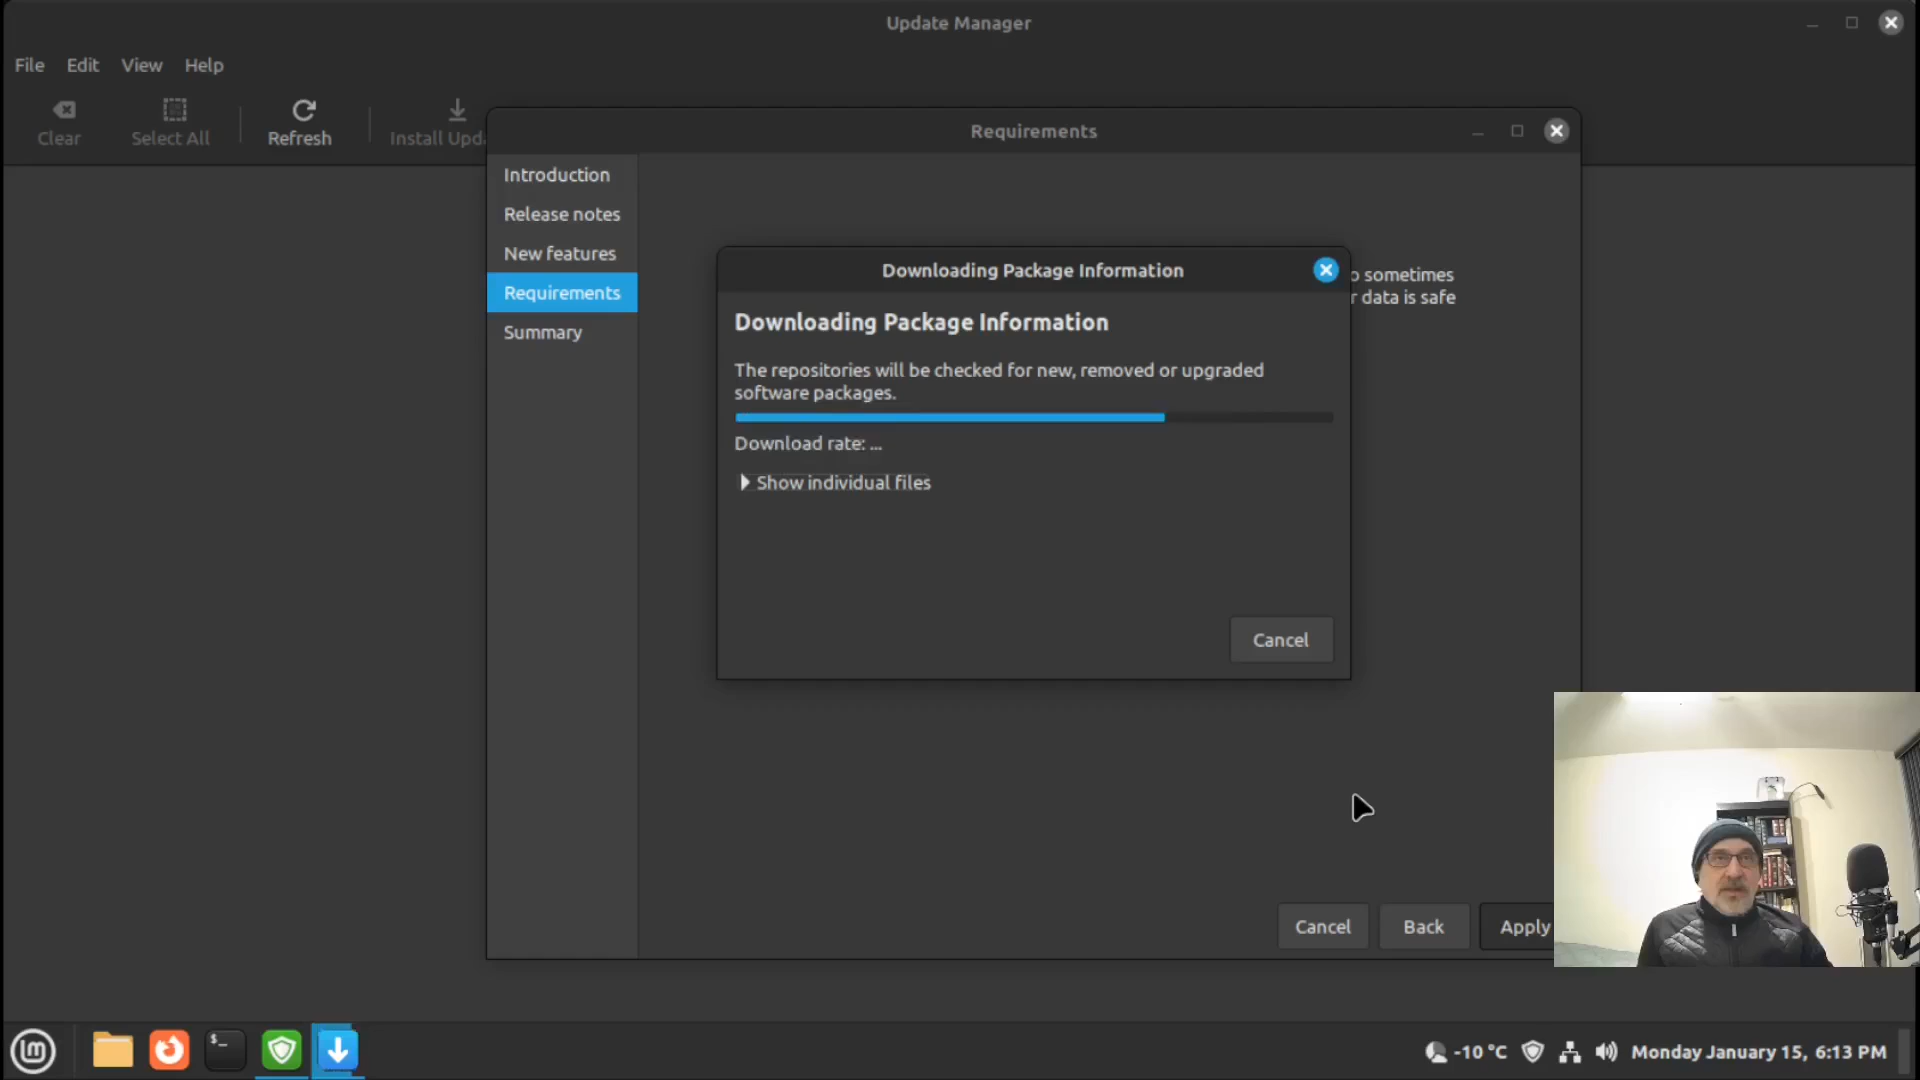 Update Manager
File Edit View Help
Clear Select All Refresh Install Upd
Requirements
Introduction
Release notes
New features
Requirements
Summary
o sometimes
r data is safe
Downloading Package Information
Downloading Package Information
The repositories will be checked for new, removed or upgraded
software packages.
Download rate: ...
Show individual files
Cancel
Cancel Back Apply
$_
-10 °C Monday January 15, 6:13 PM